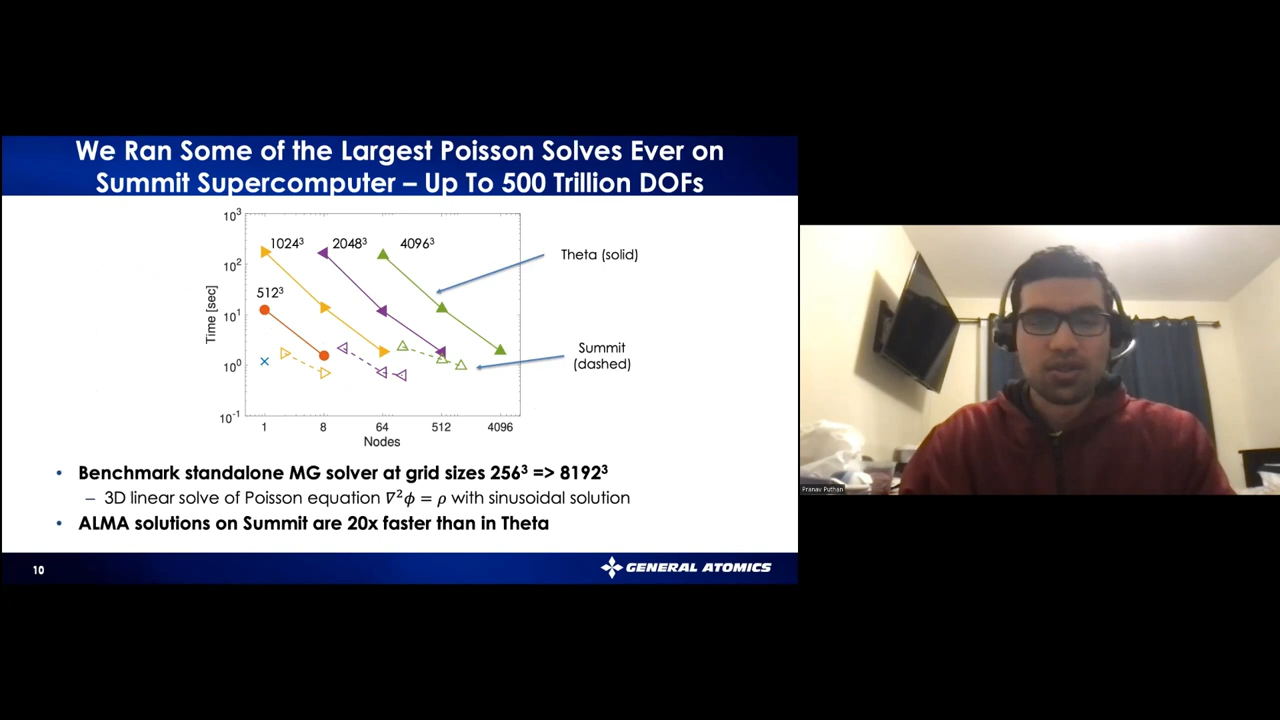 We Ran Some of the Largest Poisson Solves Ever on
Summit Supercomputer – Up To 500 Trillion DOFs
10³
10²
10¹
10⁰
10⁻¹
Time [sec]
1024³
2048³
4096³
512³
Theta (solid)
Summit
(dashed)
1 8 64 512 4096
Nodes
• Benchmark standalone MG solver at grid sizes 256³ => 8192³
– 3D linear solve of Poisson equation ∇²ϕ = ρ with sinusoidal solution
• ALMA solutions on Summit are 20x faster than in Theta
10
GENERAL ATOMICS
Pranav Puthan